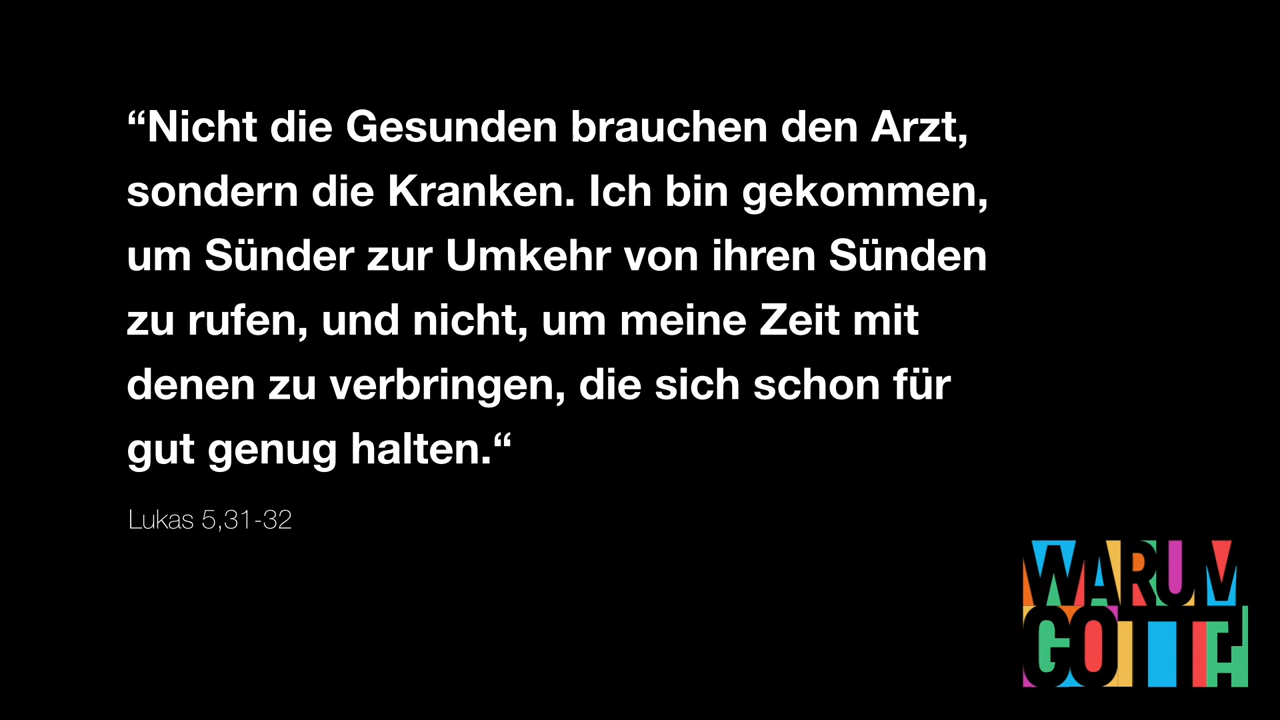 “Nicht die Gesunden brauchen den Arzt,
sondern die Kranken. Ich bin gekommen,
um Sünder zur Umkehr von ihren Sünden
zu rufen, und nicht, um meine Zeit mit
denen zu verbringen, die sich schon für
gut genug halten.“
Lukas 5,31-32
WARUM
GOTT?